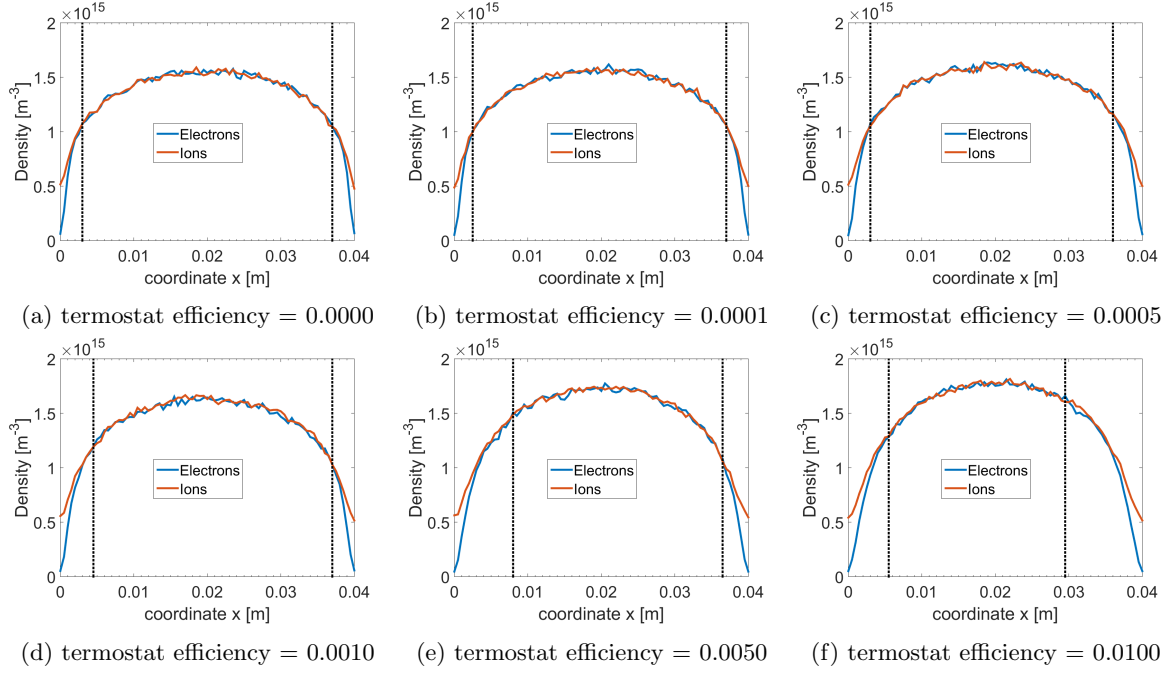 ×10^15
2
1.5
1
0.5
0
Density [m^-3]
Electrons
Ions
0 0.01 0.02 0.03 0.04
coordinate x [m]
(a) termostat efficiency = 0.0000
×10^15
2
1.5
1
0.5
0
Density [m^-3]
Electrons
Ions
0 0.01 0.02 0.03 0.04
coordinate x [m]
(b) termostat efficiency = 0.0001
×10^15
2
1.5
1
0.5
0
Density [m^-3]
Electrons
Ions
0 0.01 0.02 0.03 0.04
coordinate x [m]
(c) termostat efficiency = 0.0005
×10^15
2
1.5
1
0.5
0
Density [m^-3]
Electrons
Ions
0 0.01 0.02 0.03 0.04
coordinate x [m]
(d) termostat efficiency = 0.0010
×10^15
2
1.5
1
0.5
0
Density [m^-3]
Electrons
Ions
0 0.01 0.02 0.03 0.04
coordinate x [m]
(e) termostat efficiency = 0.0050
×10^15
2
1.5
1
0.5
0
Density [m^-3]
Electrons
Ions
0 0.01 0.02 0.03 0.04
coordinate x [m]
(f) termostat efficiency = 0.0100